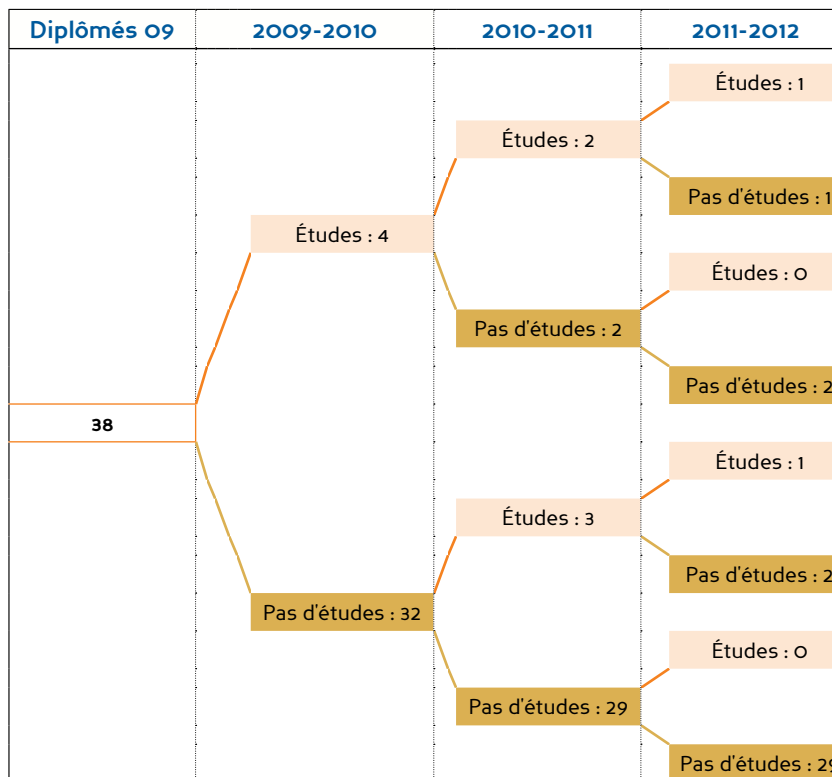 Diplômés 09 2009-2010 2010-2011 2011-2012
Études : 1
Études : 2
Pas d'études : 1
Études : 4
Études : 0
Pas d'études : 2
Pas d'études : 2
38
Études : 1
Études : 3
Pas d'études : 2
Pas d'études : 32
Études : 0
Pas d'études : 29
Pas d'études : 29